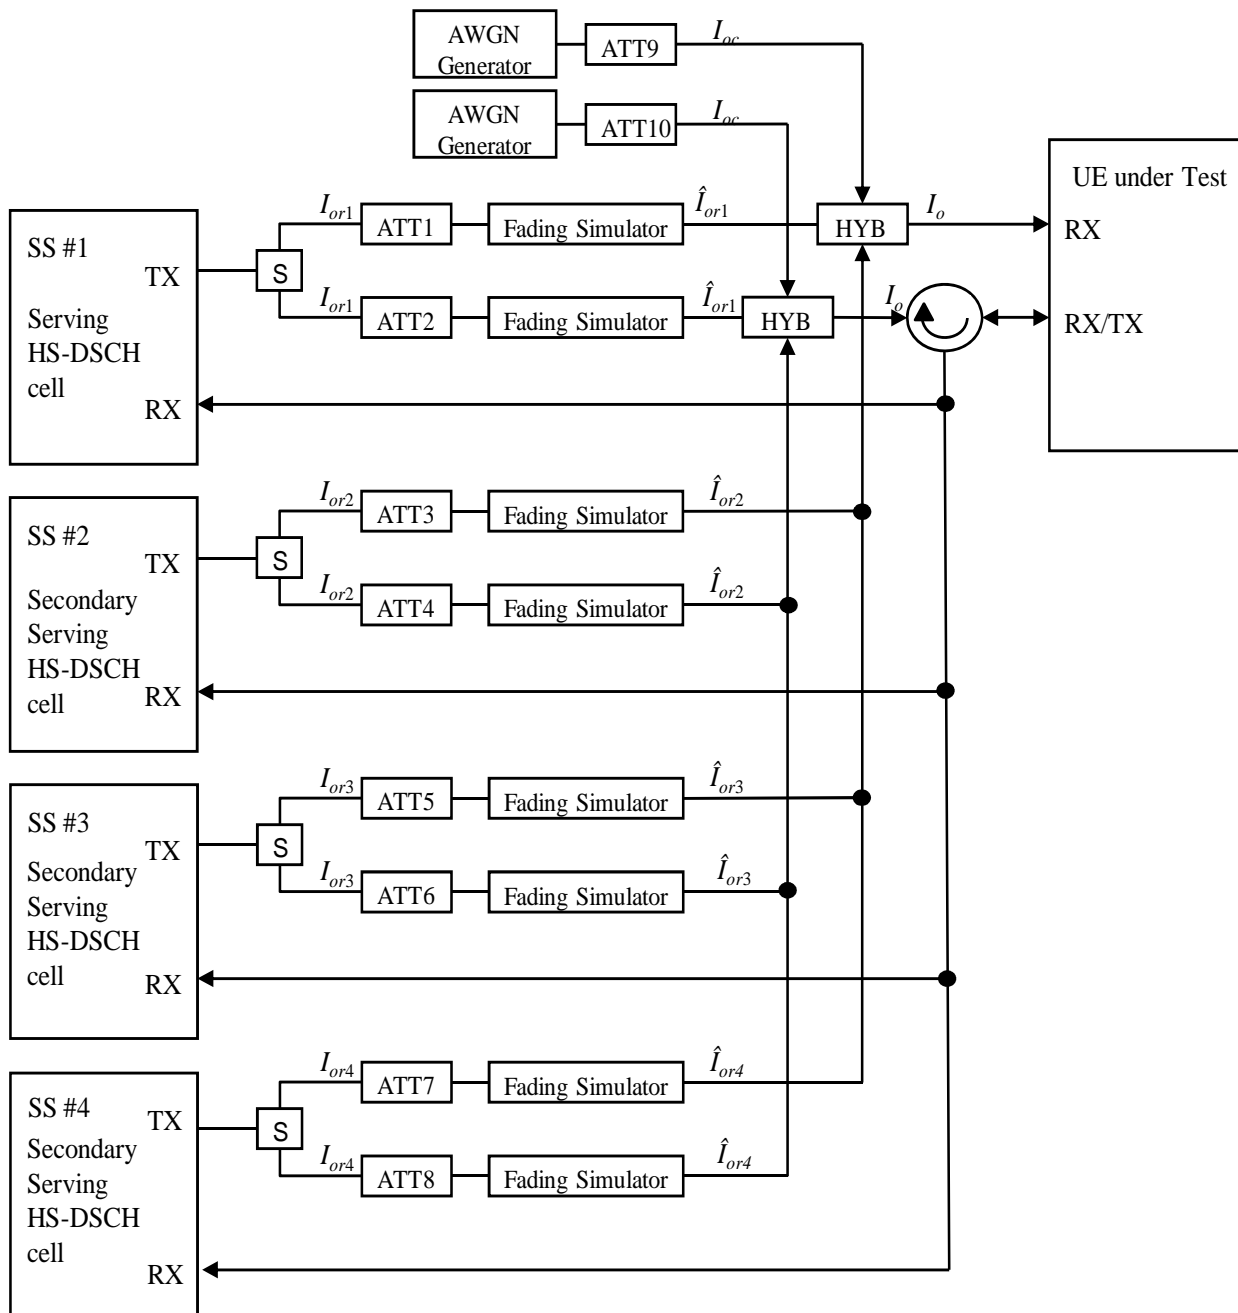 AWGN
Generator
ATT9
I_oc
AWGN
Generator
ATT10
I_oc
UE under Test
RX
RX/TX
SS #1
TX
Serving
HS-DSCH
cell
RX
S
I_or1
ATT1
Fading Simulator
Î_or1
HYB
I_o
I_or1
ATT2
Fading Simulator
Î_or1
HYB
I_o
SS #2
TX
Secondary
Serving
HS-DSCH
cell
RX
S
I_or2
ATT3
Fading Simulator
Î_or2
I_or2
ATT4
Fading Simulator
Î_or2
SS #3
TX
Secondary
Serving
HS-DSCH
cell
RX
S
I_or3
ATT5
Fading Simulator
Î_or3
I_or3
ATT6
Fading Simulator
Î_or3
SS #4
TX
Secondary
Serving
HS-DSCH
cell
RX
S
I_or4
ATT7
Fading Simulator
Î_or4
I_or4
ATT8
Fading Simulator
Î_or4